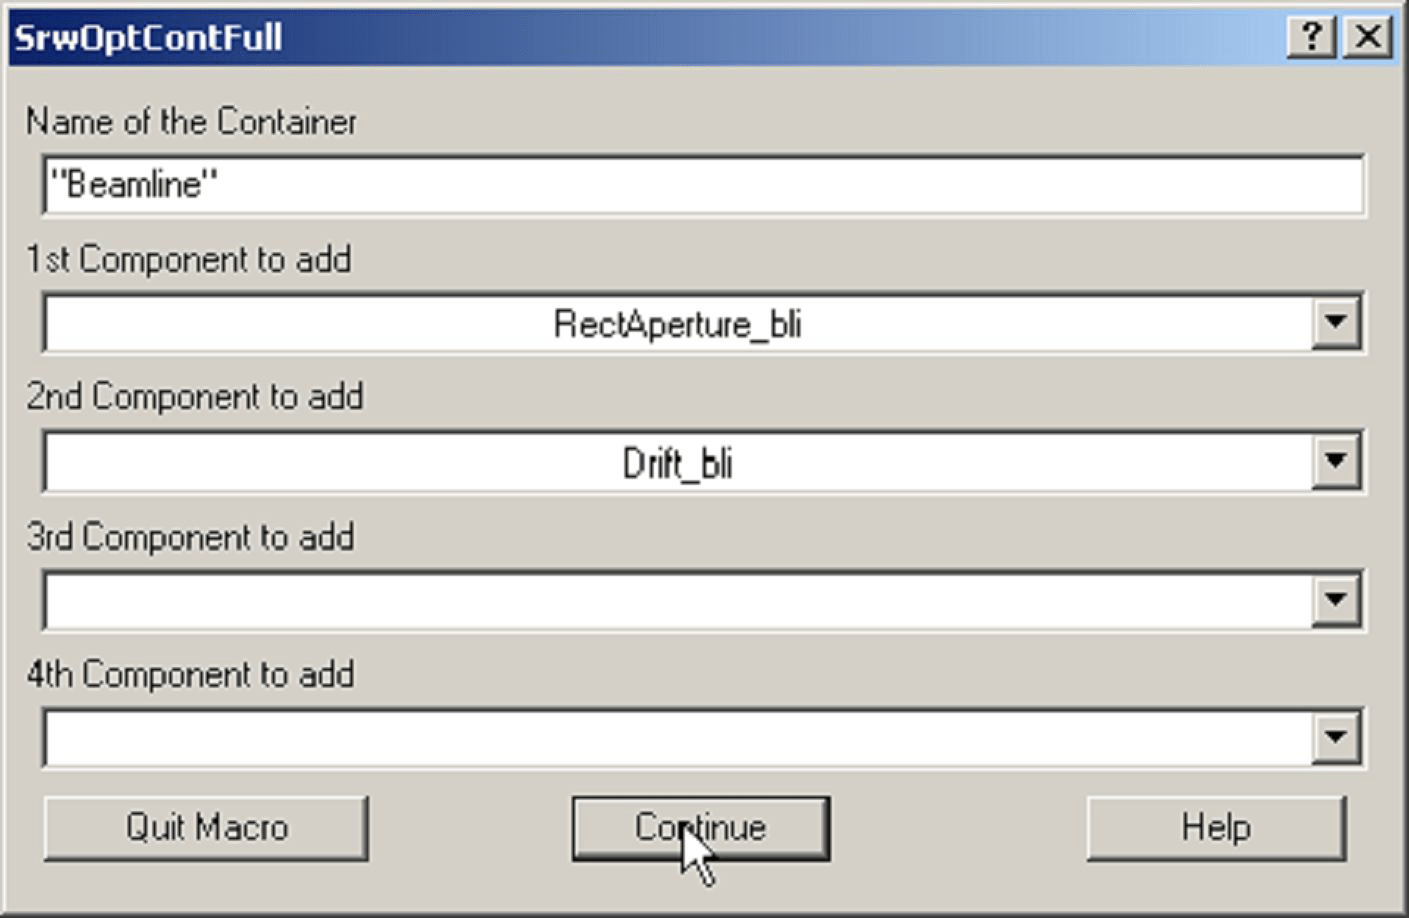 SrwOptContFull
Name of the Container
"Beamline"
1st Component to add
RectAperture_bli
2nd Component to add
Drift_bli
3rd Component to add
4th Component to add
Quit Macro Continue Help